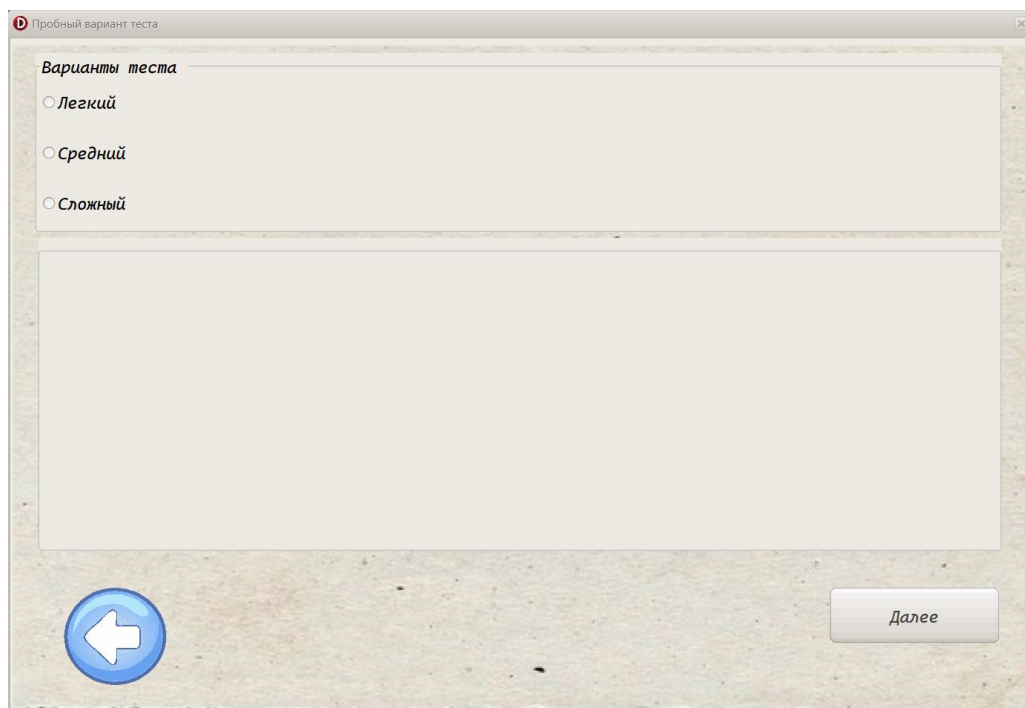 Пробный вариант теста
Варианты теста
Легкий
Средний
Сложный
Далее